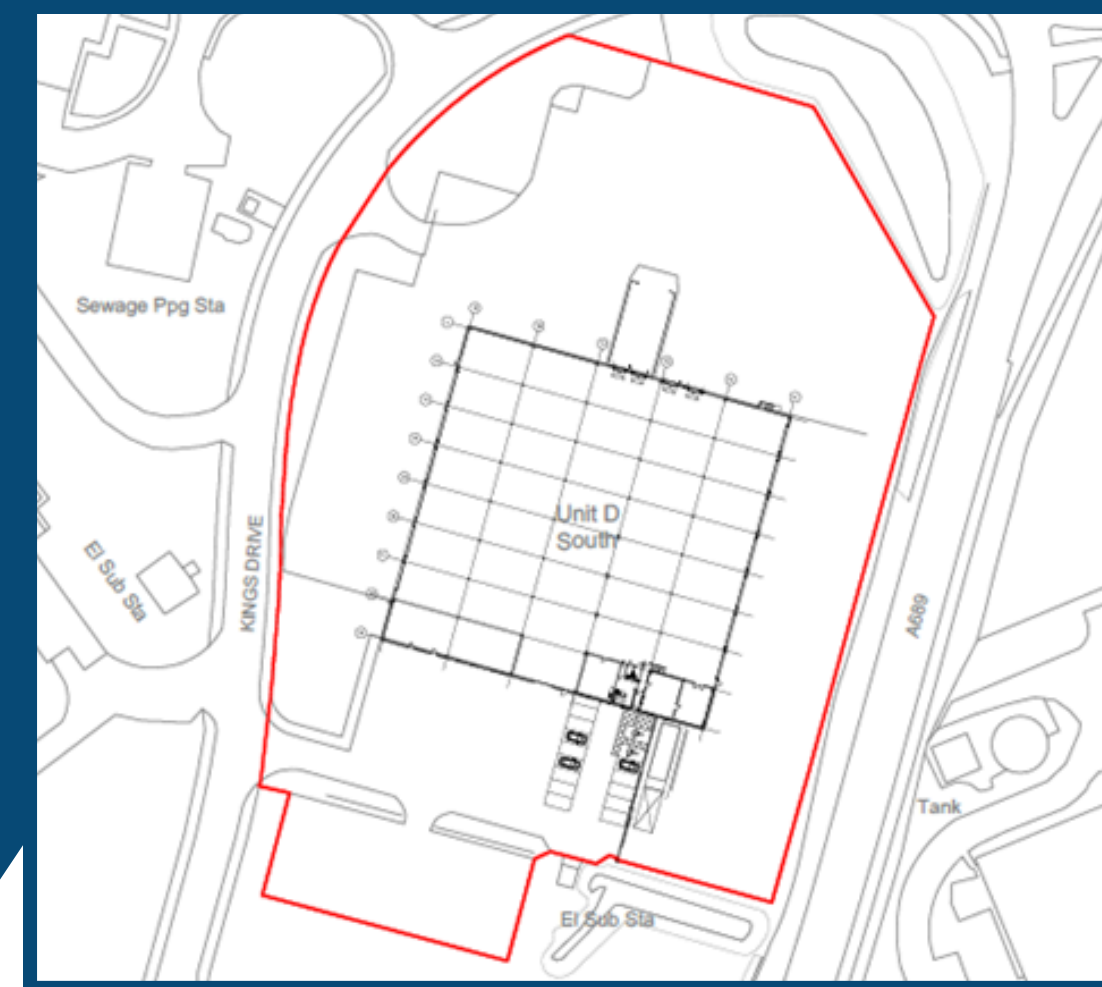 Sewage Ppg Sta
Unit D
South
KINGS DRIVE
El Sub Sta
A689
Tank
El Sub Sta